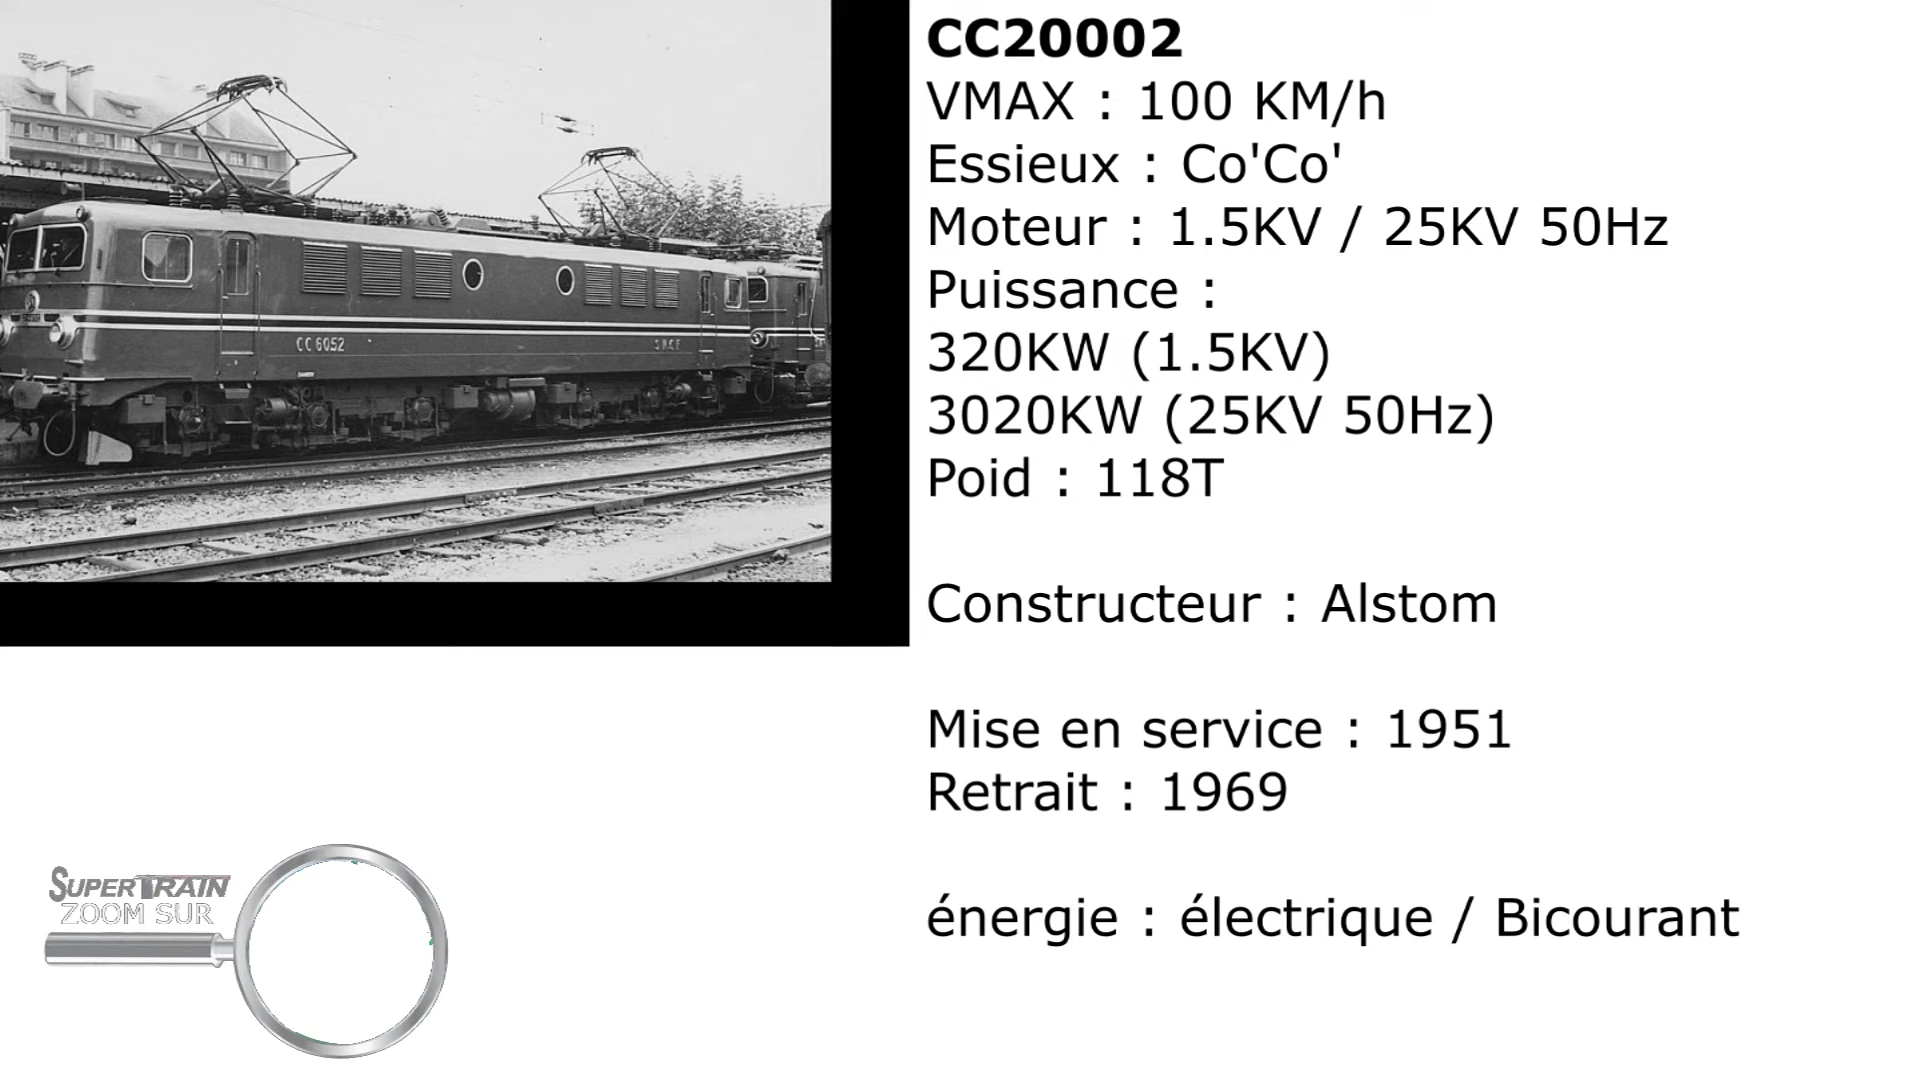 CC20002
VMAX : 100 KM/h
Essieux : Co'Co'
Moteur : 1.5KV / 25KV 50Hz
Puissance :
320KW (1.5KV)
3020KW (25KV 50Hz)
Poid : 118T
Constructeur : Alstom
Mise en service : 1951
Retrait : 1969
énergie : électrique / Bicourant
CC 6052
SNCF
SUPERTRAIN
ZOOM SUR